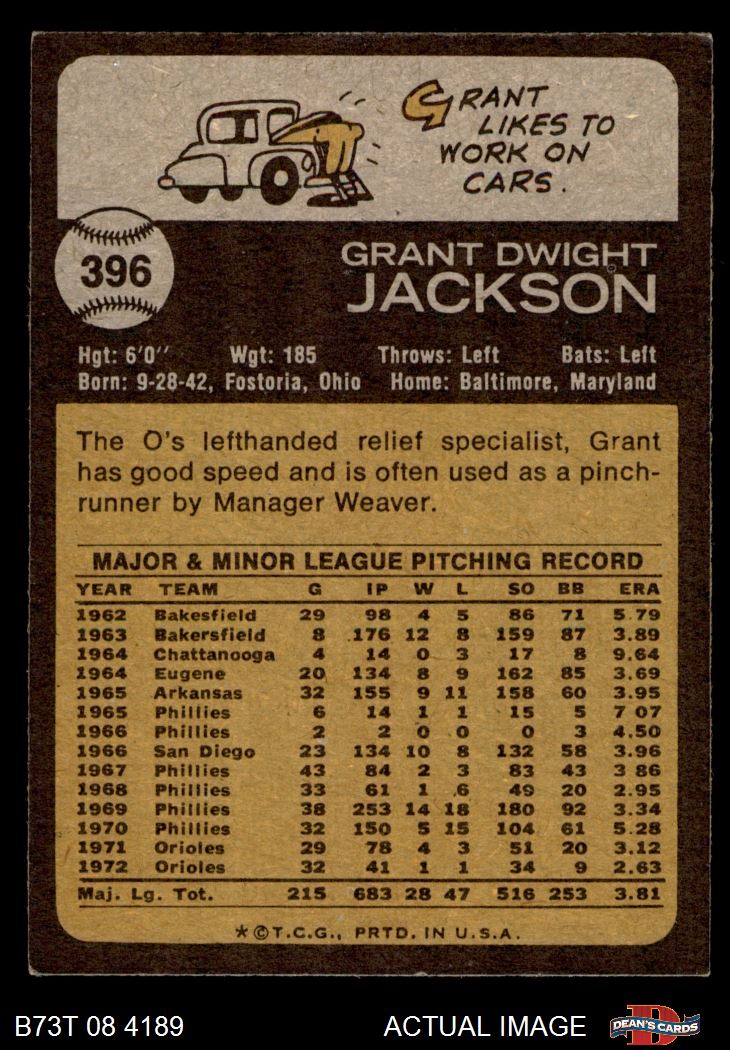 GRANT
LIKES TO
WORK ON
CARS.
396
GRANT DWIGHT
JACKSON
Hgt: 6'0" Wgt: 185 Throws: Left Bats: Left
Born: 9-28-42, Fostoria, Ohio Home: Baltimore, Maryland
The O's lefthanded relief specialist, Grant
has good speed and is often used as a pinch-
runner by Manager Weaver.
MAJOR & MINOR LEAGUE PITCHING RECORD
YEAR TEAM G IP W L SO BB ERA
1962 Bakesfield 29 98 4 5 86 71 5.79
1963 Bakersfield 8 176 12 8 159 87 3.89
1964 Chattanooga 4 14 0 3 17 8 9.64
1964 Eugene 20 134 8 9 162 85 3.69
1965 Arkansas 32 155 9 11 158 60 3.95
1965 Phillies 6 14 1 1 15 5 7 07
1966 Phillies 2 2 0 0 0 3 4.50
1966 San Diego 23 134 10 8 132 58 3.96
1967 Phillies 43 84 2 3 83 43 3 86
1968 Phillies 33 61 1 6 49 20 2.95
1969 Phillies 38 253 14 18 180 92 3.34
1970 Phillies 32 150 5 15 104 61 5.28
1971 Orioles 29 78 4 3 51 20 3.12
1972 Orioles 32 41 1 1 34 9 2.63
Maj. Lg. Tot. 215 683 28 47 516 253 3.81
*©T.C.G., PRTD. IN U.S.A.
B73T 08 4189 ACTUAL IMAGE DEAN'S CARDS